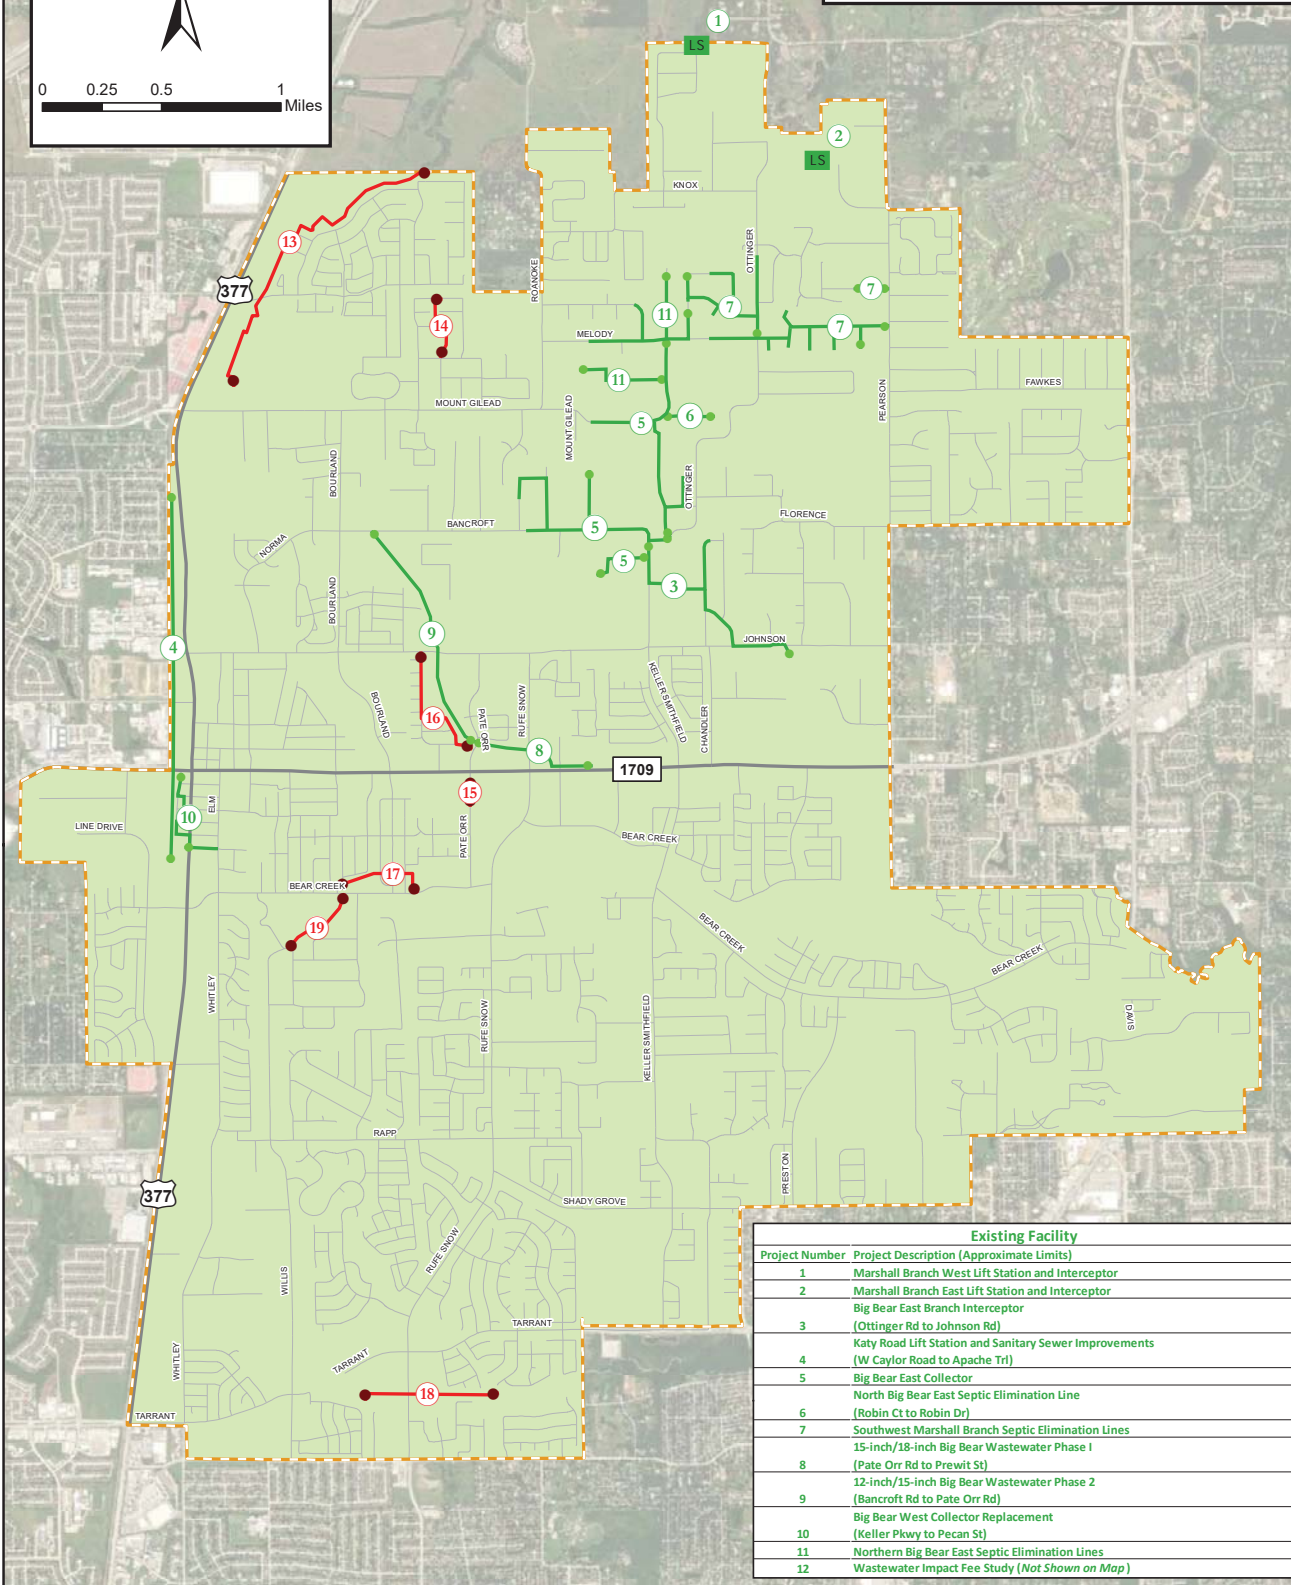 0 0.25 0.5 1
Miles
1
LS
2
LS
KNOX
13
377
ROANOKE
OTTINGER
7
7
11
14
7
MELODY
11
FAWKES
MOUNT GILEAD
MOUNT GILEAD
6
5
PEARSON
BOURLAND
OTTINGER
FLORENCE
BANCROFT
5
NORMA
5
3
BOURLAND
9
JOHNSON
4
KELLER SMITHFIELD
RUFE SNOW
BOURLAND
16
PATE ORR
CHANDLER
8
1709
15
ELM
10
LINE DRIVE
PATE ORR
BEAR CREEK
17
BEAR CREEK
19
BEAR CREEK
BEAR CREEK
WHITLEY
RUFE SNOW
KELLER SMITHFIELD
DAVIS
RAPP
PRESTON
377
SHADY GROVE
RUFE SNOW
WILLIS
TARRANT
WHITLEY
TARRANT
18
TARRANT
Existing Facility
Project Number Project Description (Approximate Limits)
1 Marshall Branch West Lift Station and Interceptor
2 Marshall Branch East Lift Station and Interceptor
Big Bear East Branch Interceptor
3 (Ottinger Rd to Johnson Rd)
Katy Road Lift Station and Sanitary Sewer Improvements
4 (W Caylor Road to Apache Trl)
5 Big Bear East Collector
North Big Bear East Septic Elimination Line
6 (Robin Ct to Robin Dr)
7 Southwest Marshall Branch Septic Elimination Lines
15-inch/18-inch Big Bear Wastewater Phase I
8 (Pate Orr Rd to Prewit St)
12-inch/15-inch Big Bear Wastewater Phase 2
9 (Bancroft Rd to Pate Orr Rd)
Big Bear West Collector Replacement
10 (Keller Pkwy to Pecan St)
11 Northern Big Bear East Septic Elimination Lines
12 Wastewater Impact Fee Study (Not Shown on Map)